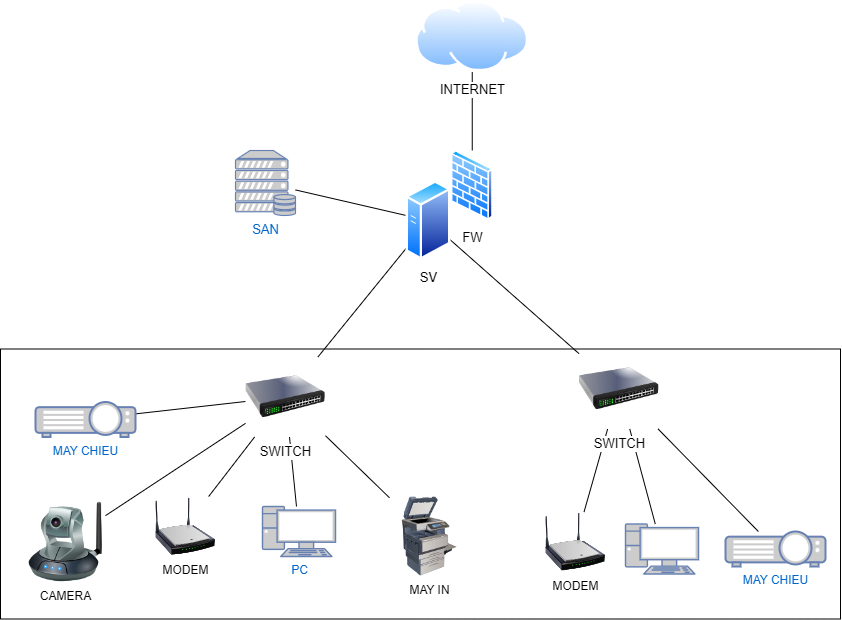 INTERNET
SAN
FW
SV
MAY CHIEU
SWITCH
SWITCH
CAMERA
MODEM
PC
MAY IN
MODEM
MAY CHIEU